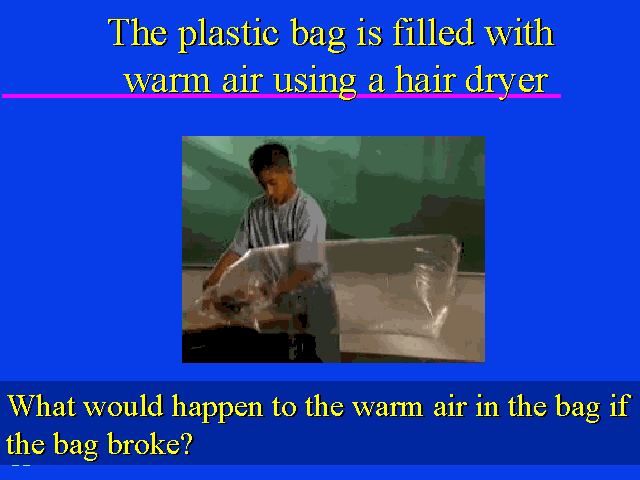 The plastic bag is filled with
warm air using a hair dryer
What would happen to the warm air in the bag if
the bag broke?